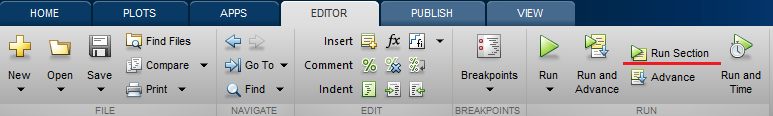 HOME PLOTS APPS EDITOR PUBLISH VIEW
New Open Save Find Files Compare Print
Go To Find
Insert fx fi
Comment % % %
Indent
Breakpoints
Run Run and Advance Run Section Advance Run and Time
FILE NAVIGATE EDIT BREAKPOINTS RUN